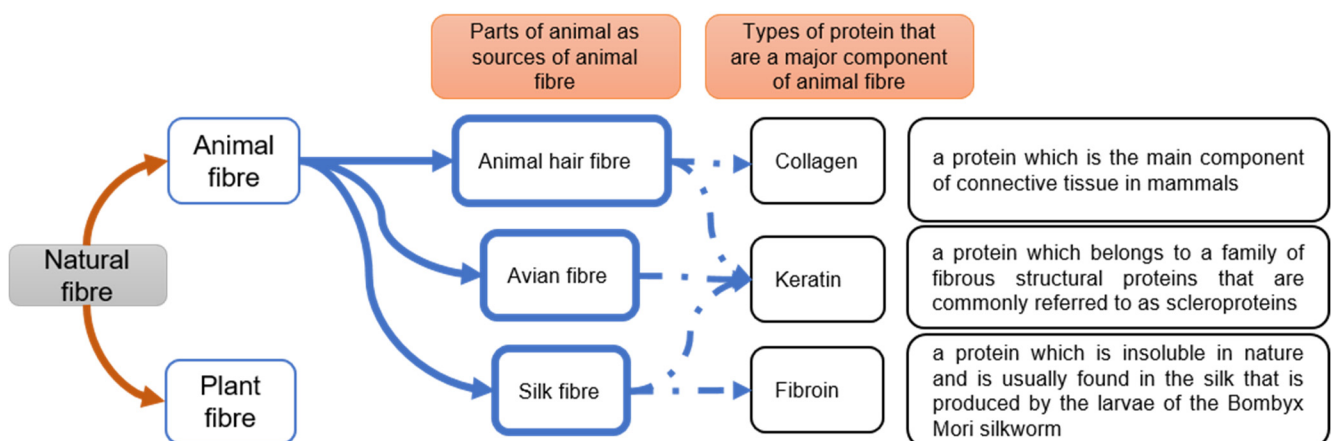 Parts of animal as
sources of animal
fibre
Types of protein that
are a major component
of animal fibre
Animal
fibre
Animal hair fibre
Collagen
a protein which is the main component
of connective tissue in mammals
Natural
fibre
Avian fibre
Keratin
a protein which belongs to a family of
fibrous structural proteins that are
commonly referred to as scleroproteins
Plant
fibre
Silk fibre
Fibroin
a protein which is insoluble in nature
and is usually found in the silk that is
produced by the larvae of the Bombyx
Mori silkworm